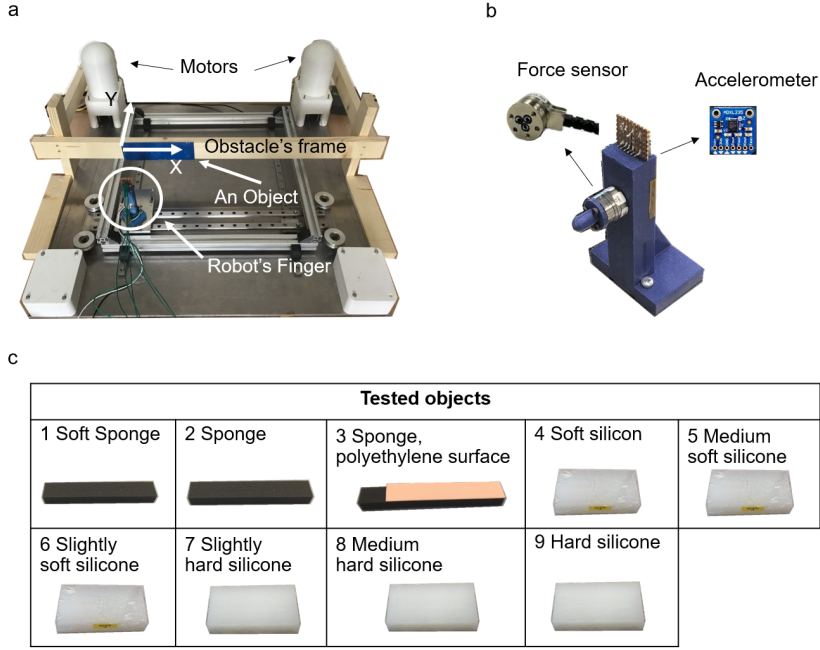 a
Motors
Y
Obstacle's frame
X
An Object
Robot's Finger
b
Force sensor
Accelerometer
ADXL335
c
Tested objects
1 Soft Sponge
2 Sponge
3 Sponge,
polyethylene surface
4 Soft silicon
5 Medium
soft silicone
6 Slightly
soft silicone
7 Slightly
hard silicone
8 Medium
hard silicone
9 Hard silicone